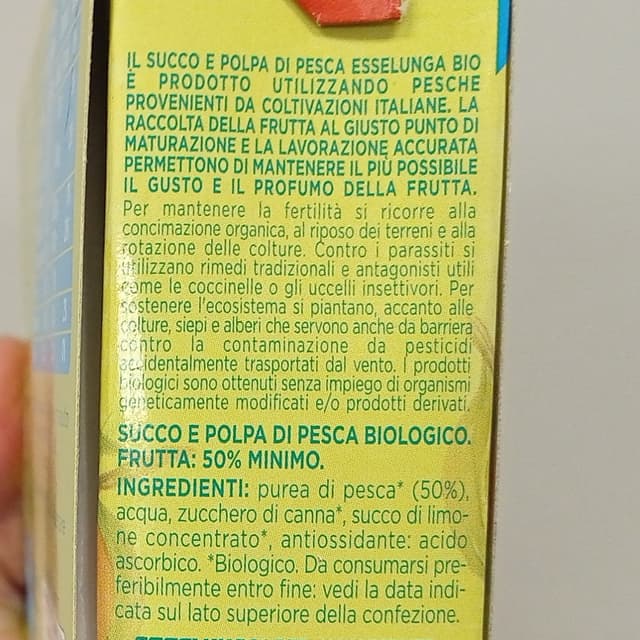 IL SUCCO E POLPA DI PESCA ESSELUNGA BIO
È PRODOTTO UTILIZZANDO PESCHE
PROVENIENTI DA COLTIVAZIONI ITALIANE. LA
RACCOLTA DELLA FRUTTA AL GIUSTO PUNTO DI
MATURAZIONE E LA LAVORAZIONE ACCURATA
PERMETTONO DI MANTENERE IL PIÙ POSSIBILE
IL GUSTO E IL PROFUMO DELLA FRUTTA.
Per mantenere la fertilità si ricorre alla
concimazione organica, al riposo dei terreni e alla
rotazione delle colture. Contro i parassiti si
utilizzano rimedi tradizionali e antagonisti utili
come le coccinelle o gli uccelli insettivori. Per
sostenere l'ecosistema si piantano, accanto alle
colture, siepi e alberi che servono anche da barriera
contro la contaminazione da pesticidi
accidentalmente trasportati dal vento. I prodotti
biologici sono ottenuti senza impiego di organismi
geneticamente modificati e/o prodotti derivati.
SUCCO E POLPA DI PESCA BIOLOGICO.
FRUTTA: 50% MINIMO.
INGREDIENTI: purea di pesca* (50%),
acqua, zucchero di canna*, succo di limo-
ne concentrato*, antiossidante: acido
ascorbico. *Biologico. Da consumarsi pre-
feribilmente entro fine: vedi la data indi-
cata sul lato superiore della confezione.